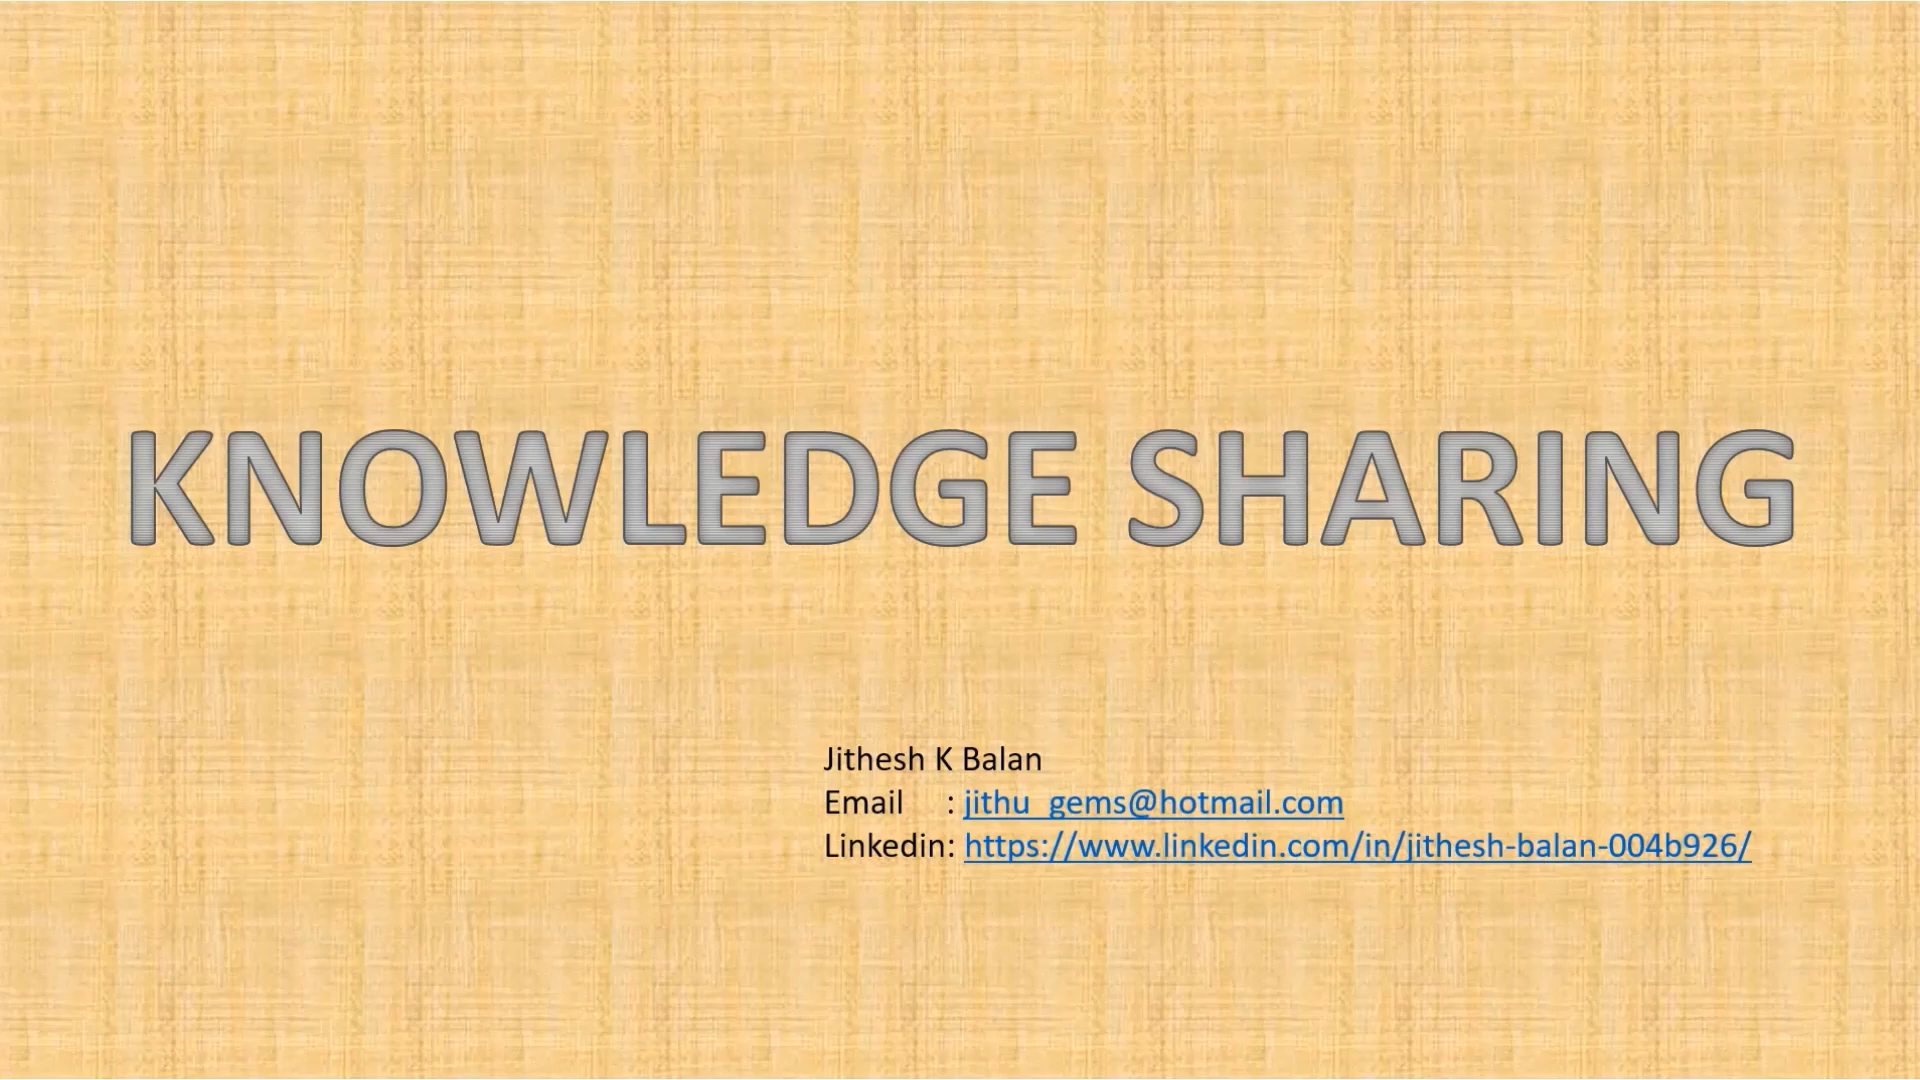 KNOWLEDGE SHARING
Jithesh K Balan
Email : jithu_gems@hotmail.com
Linkedin: https://www.linkedin.com/in/jithesh-balan-004b926/